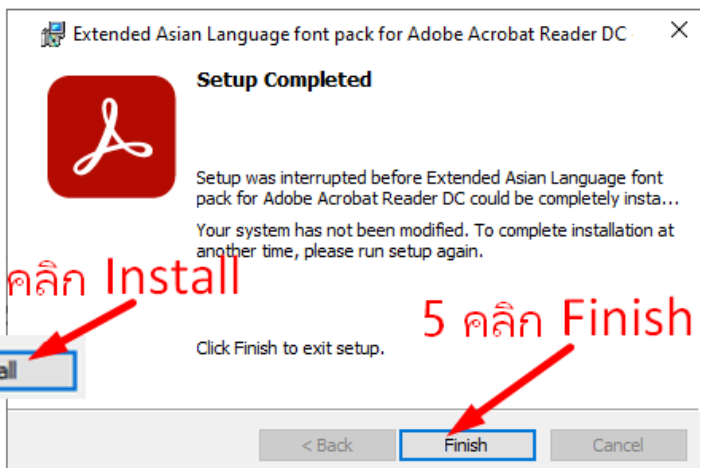 Extended Asian Language font pack for Adobe Acrobat Reader DC
Setup Completed
Setup was interrupted before Extended Asian Language font
pack for Adobe Acrobat Reader DC could be completely insta...
Your system has not been modified. To complete installation at
another time, please run setup again.
คลิก Install
5 คลิก Finish
all
Click Finish to exit setup.
< Back
Finish
Cancel